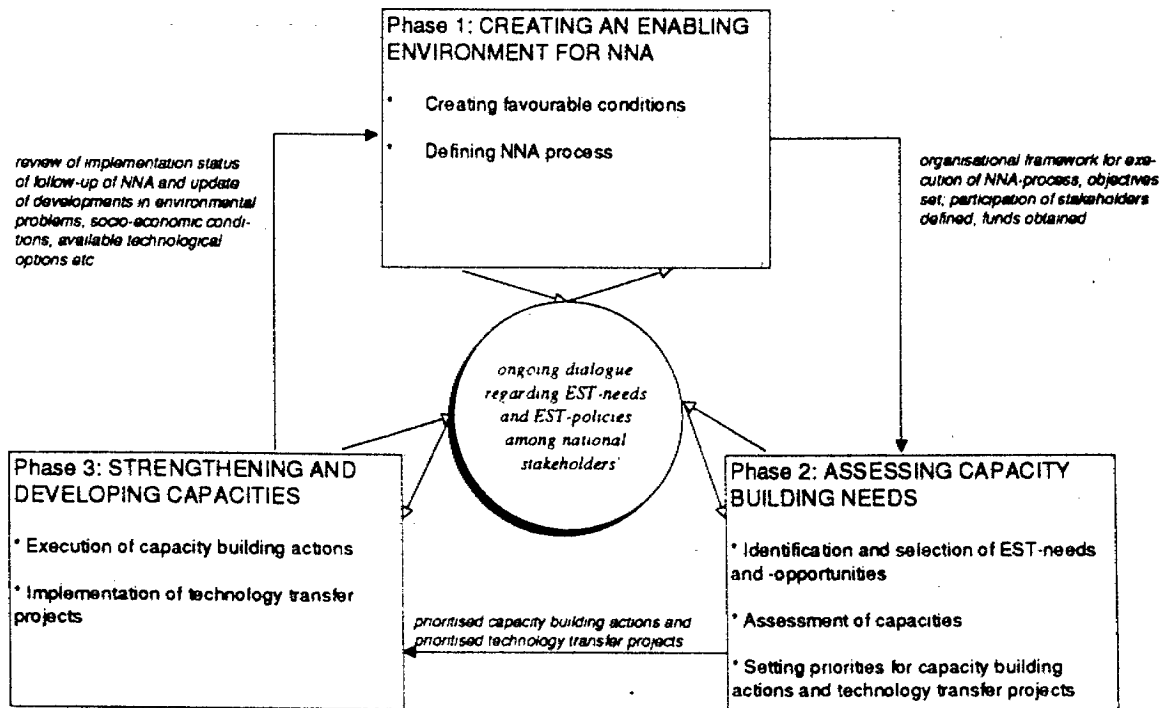 Phase 1: CREATING AN ENABLING
ENVIRONMENT FOR NNA
* Creating favourable conditions
* Defining NNA process
review of implementation status
of follow-up of NNA and update
of developments in environmental
problems, socio-economic condi-
tions, available technological
options etc
organisational framework for exe-
cution of NNA-process, objectives
set; participation of stakeholders
defined, funds obtained
ongoing dialogue
regarding EST-needs
and EST-policies
among national
stakeholders'
Phase 3: STRENGTHENING AND
DEVELOPING CAPACITIES
* Execution of capacity building actions
* Implementation of technology transfer
projects
prioritised capacity building actions and
prioritised technology transfer projects
Phase 2: ASSESSING CAPACITY
BUILDING NEEDS
* Identification and selection of EST-needs
and -opportunities
* Assessment of capacities
* Setting priorities for capacity building
actions and technology transfer projects